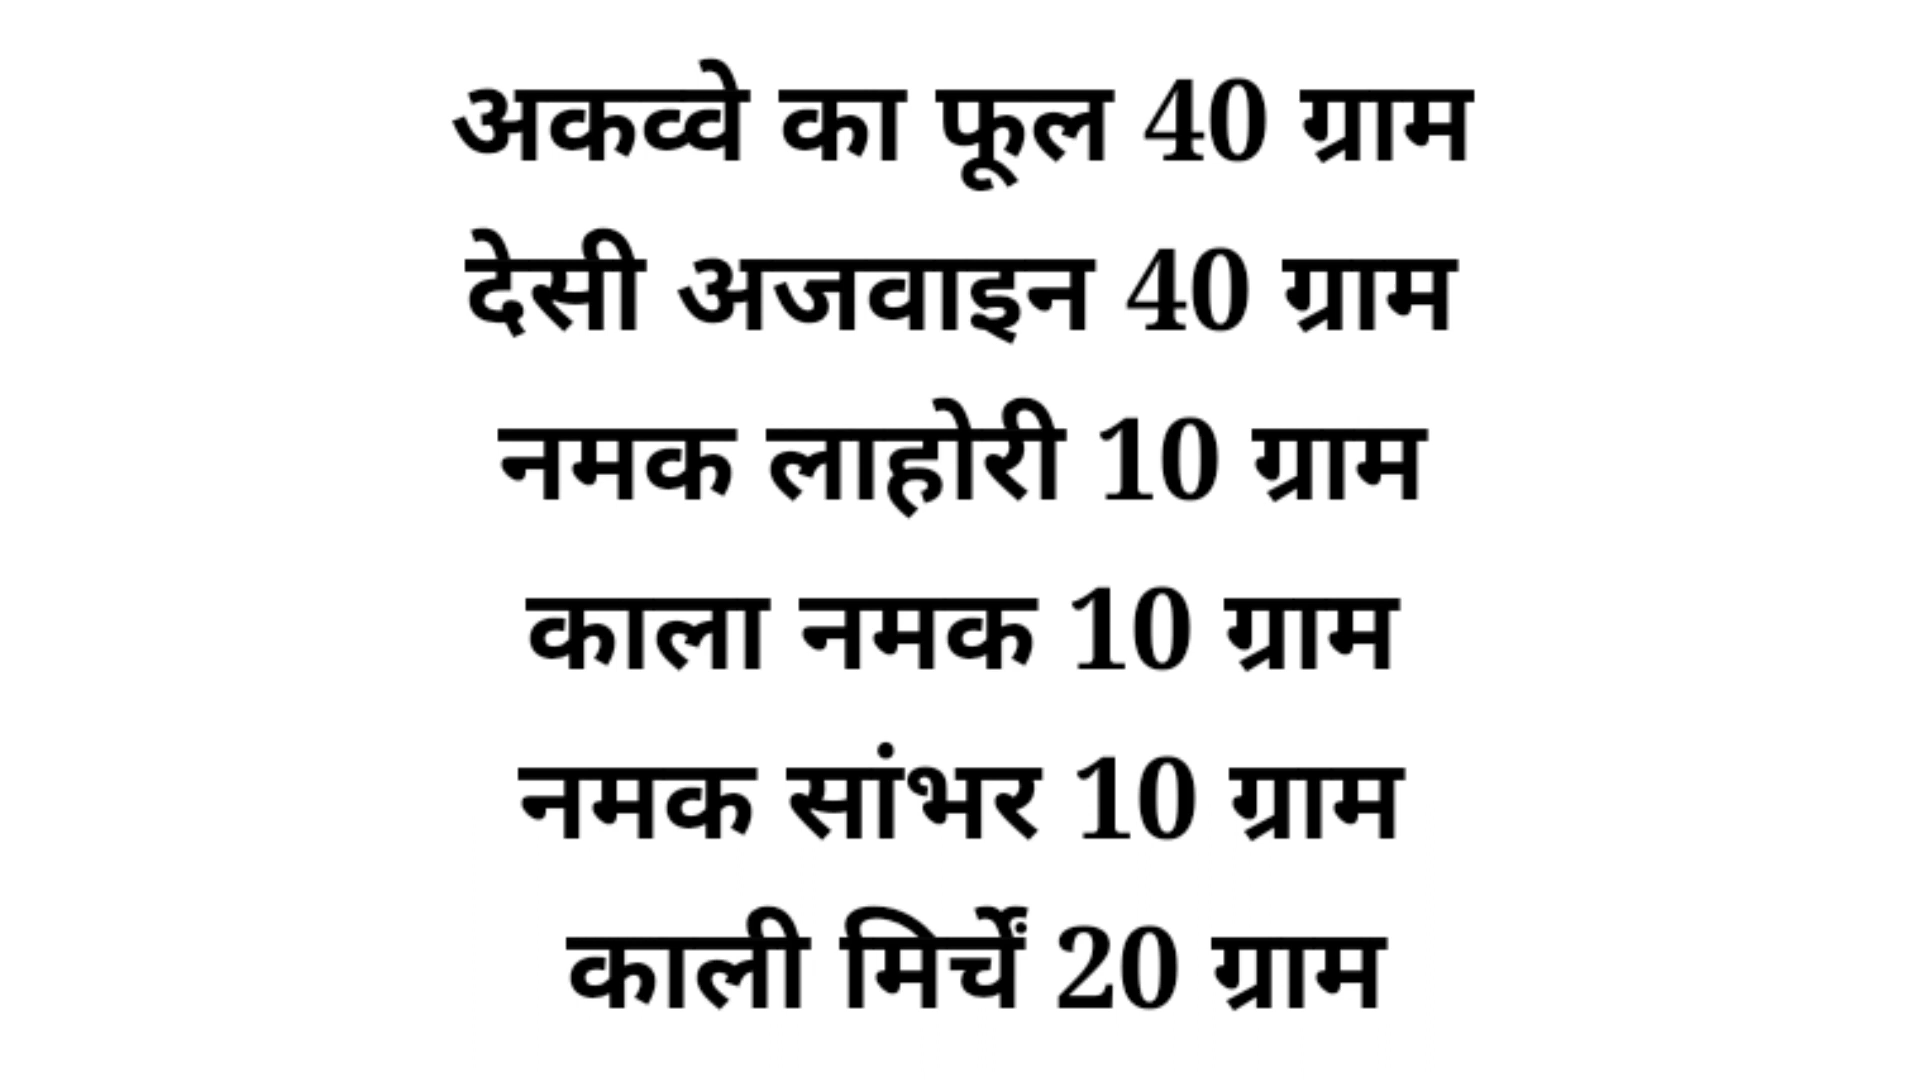 अकव्वे का फूल 40 ग्राम
देसी अजवाइन 40 ग्राम
नमक लाहोरी 10 ग्राम
काला नमक 10 ग्राम
नमक सांभर 10 ग्राम
काली मिर्चें 20 ग्राम